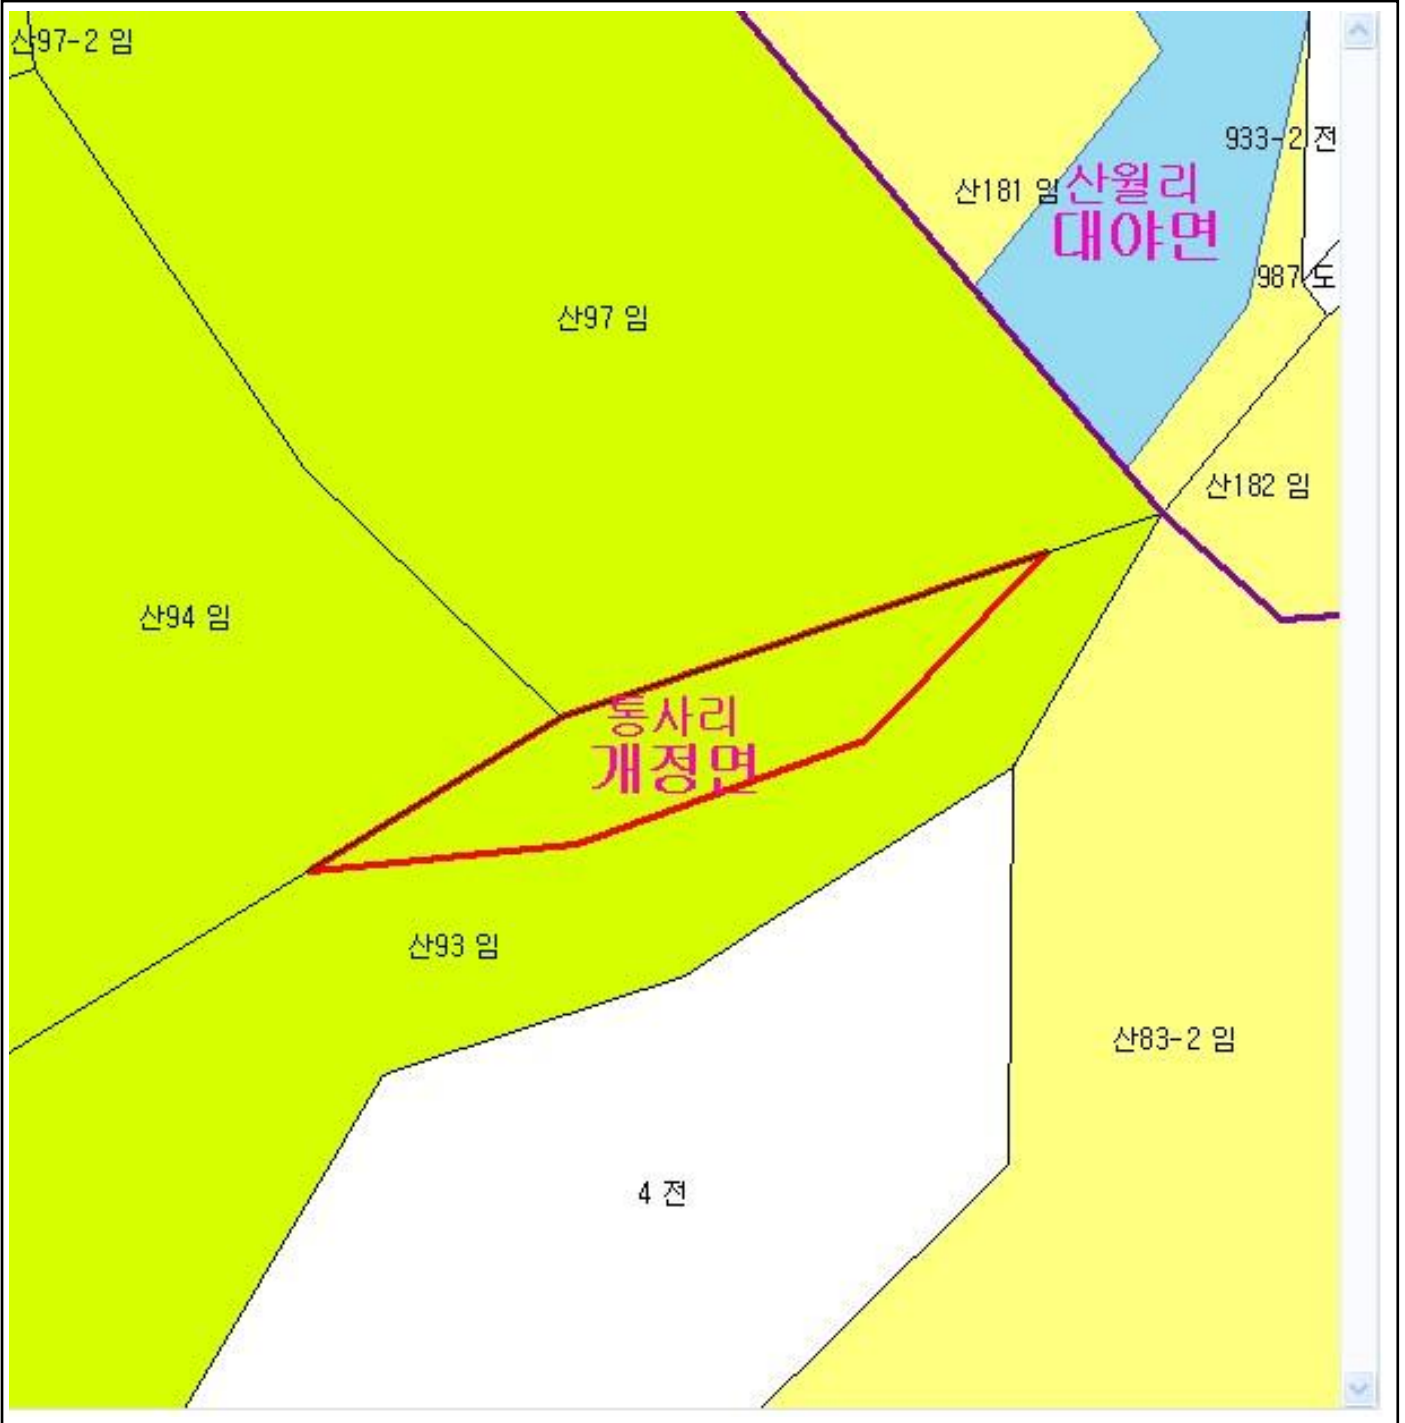 산97-2 임
933-2 전
산181 임
산월리
대야면
987 도
산97 임
산182 임
산94 임
통사리
개정면
산93 임
산83-2 임
4 전